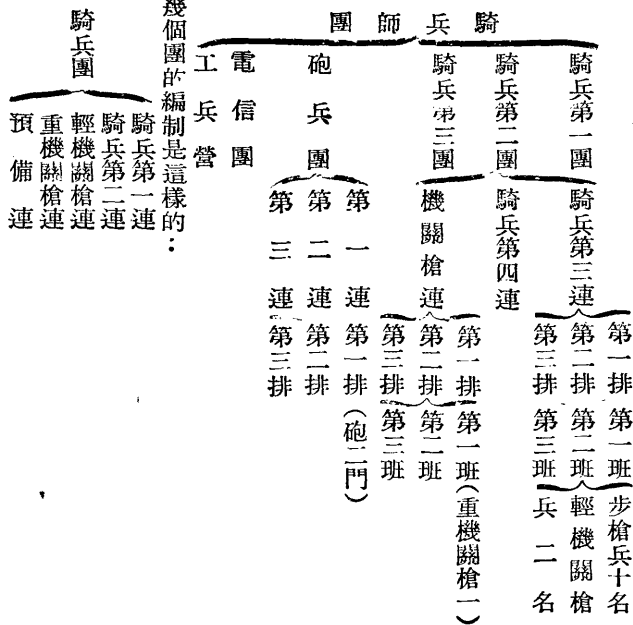 騎兵師團
騎兵第一團
騎兵第二團
騎兵第三團
砲兵團
電信團
工兵營
騎兵第三連
騎兵第四連
機關槍連
第一排
第二排
第三排
第一班
第二班
第三班
步槍兵十名
輕機關槍
兵二名
第一排
第二排
第三排
第一班(重機關槍一)
第二班
第三班
第一連
第二連
第三連
第一排(砲二門)
第二排
第三排
幾個團的編制是這樣的：
騎兵團
騎兵第一連
騎兵第二連
輕機關槍連
重機關槍連
預備連